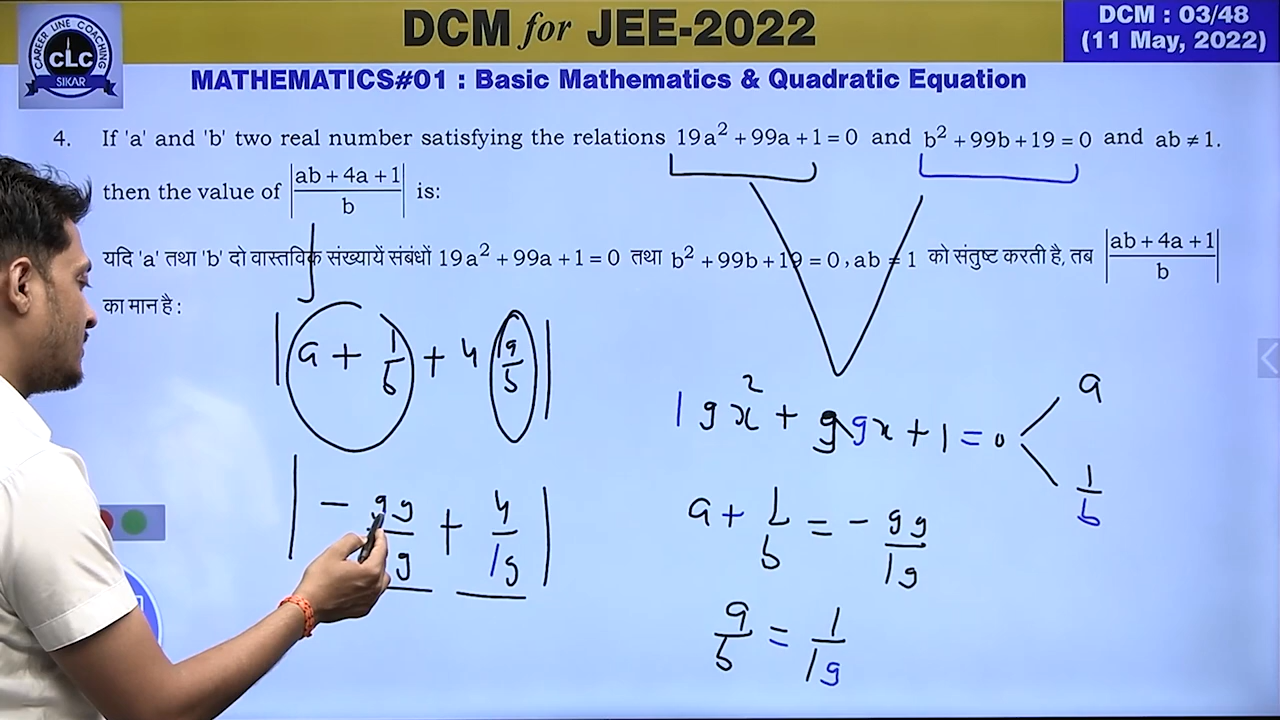 DCM for JEE-2022
DCM : 03/48
(11 May, 2022)
CAREER LINE COACHING
CLC
SIKAR
MATHEMATICS#01 : Basic Mathematics & Quadratic Equation
4. If 'a' and 'b' two real number satisfying the relations 19a² + 99a + 1 = 0 and b² + 99b + 19 = 0 and ab ≠ 1.
then the value of |(ab + 4a + 1)/b| is:
यदि 'a' तथा 'b' दो वास्तविक संख्यायें संबंधों 19a² + 99a + 1 = 0 तथा b² + 99b + 19 = 0, ab ≠ 1 को संतुष्ट करती है, तब |(ab + 4a + 1)/b|
का मान है :
|a + 1/b + 4 a/b|
19x² + 99x + 1 = 0
a
1/b
|- 99/19 + 4/19|
a + 1/b = - 99/19
a/b = 1/19